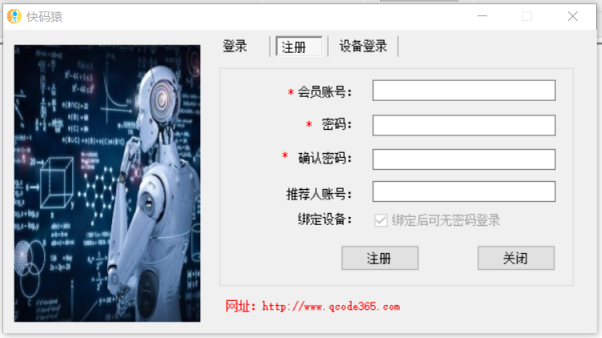 快码猿
登录 注册 设备登录
* 会员账号：
* 密码：
* 确认密码：
推荐人账号：
绑定设备： 绑定后可无密码登录
注册 关闭
网址：http://www.qcode365.com